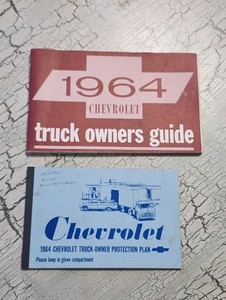 1964
CHEVROLET
truck owners guide
Chevrolet
1964 CHEVROLET TRUCK-OWNER PROTECTION PLAN
Please keep in glove compartment